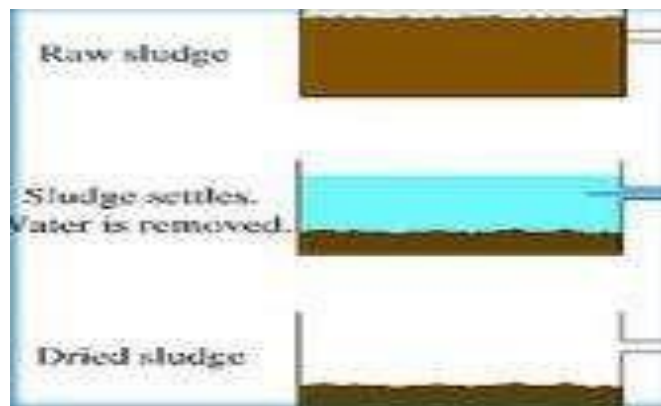 Raw sludge
Sludge settles.
Water is removed.
Dried sludge